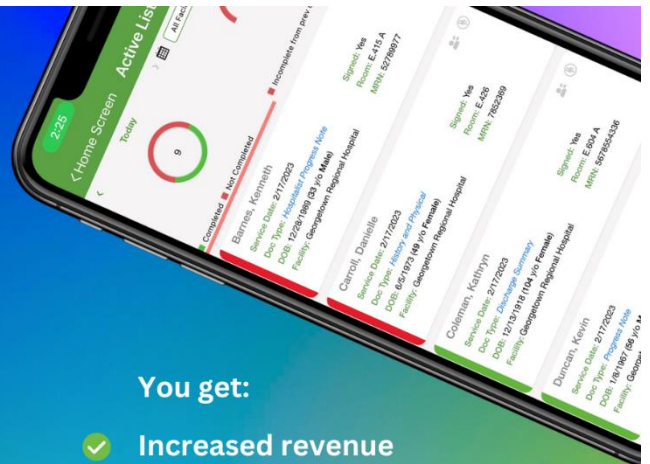 2:25
Home Screen
Active List
Today
All Faci
9
Completed Not Completed Incomplete from prev
Barnes, Kenneth
Service Date: 2/17/2023
Doc Type: Hospitalist Progress Note
DOB: 12/28/1989 (33 y/o Male)
Facility: Georgetown Regional Hospital
Signed: Yes
Room: E.415 A
MRN: 52789977
Carroll, Danielle
Service Date: 2/17/2023
Doc Type: History and Physical
DOB: 6/5/1973 (49 y/o Female)
Facility: Georgetown Regional Hospital
Signed: Yes
Room: E.426
MRN: 7852369
Coleman, Kathryn
Service Date: 2/17/2023
Doc Type: Discharge Summary
DOB: 12/13/1918 (104 y/o Female)
Facility: Georgetown Regional Hospital
Signed: Yes
Room: E.604 A
MRN: 5678554336
Duncan, Kevin
Service Date: 2/17/2023
Doc Type: Progress Note
DOB: 1/8/1967 (56 y/o M
Facility: Georget
You get:
Increased revenue